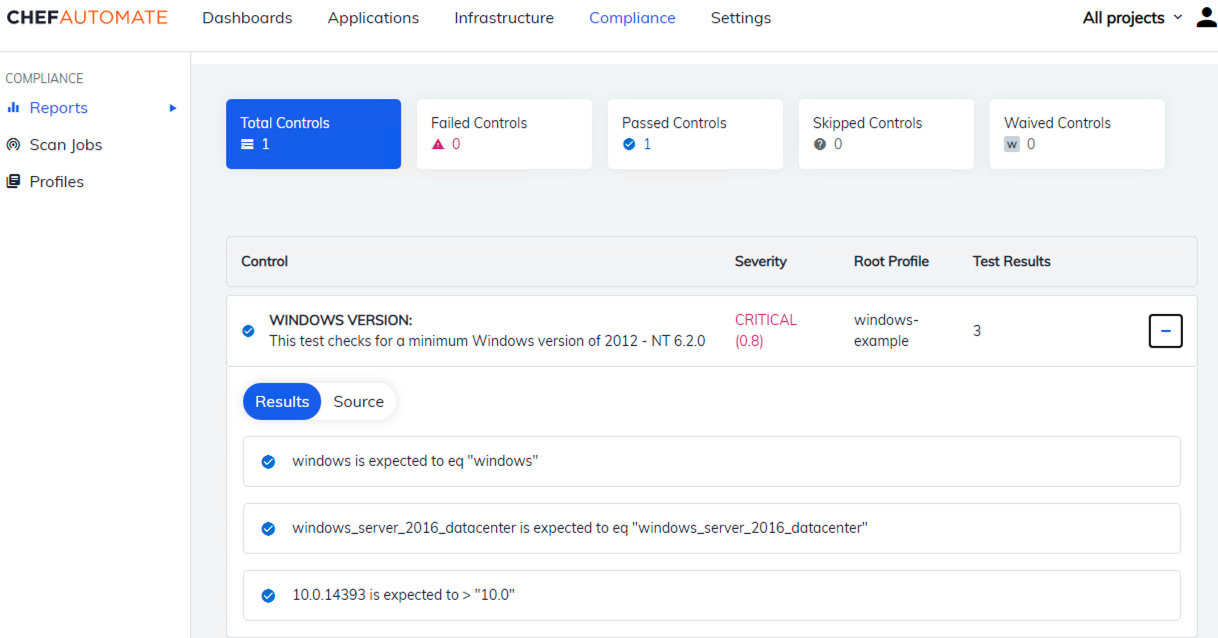 CHEFAUTOMATE Dashboards Applications Infrastructure Compliance Settings All projects
COMPLIANCE
Reports
Scan Jobs
Profiles
Total Controls
1
Failed Controls
0
Passed Controls
1
Skipped Controls
? 0
Waived Controls
W 0
Control Severity Root Profile Test Results
WINDOWS VERSION:
This test checks for a minimum Windows version of 2012 - NT 6.2.0
CRITICAL
(0.8)
windows-
example
3
Results Source
windows is expected to eq "windows"
windows_server_2016_datacenter is expected to eq "windows_server_2016_datacenter"
10.0.14393 is expected to > "10.0"